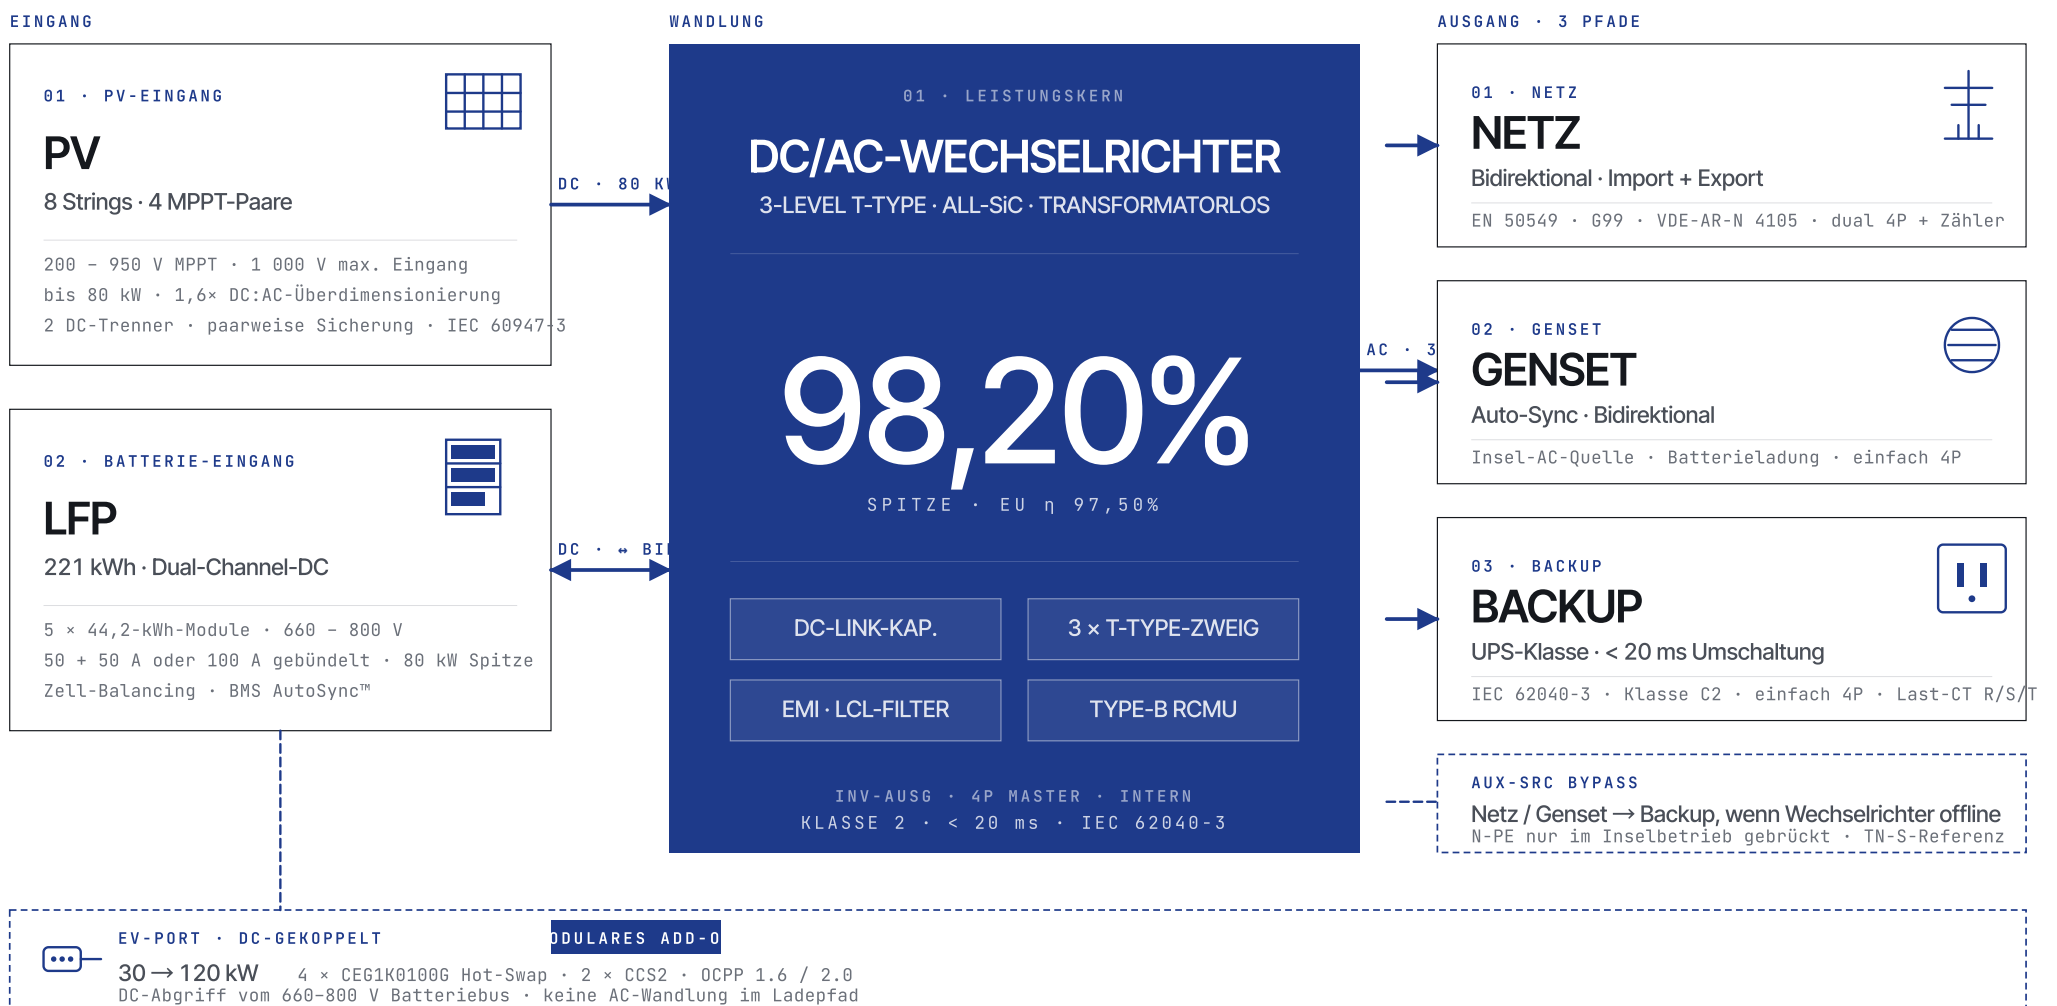 EINGANG
01 · PV-EINGANG
PV
8 Strings · 4 MPPT-Paare
200 – 950 V MPPT · 1 000 V max. Eingang
bis 80 kW · 1,6× DC:AC-Überdimensionierung
2 DC-Trenner · paarweise Sicherung · IEC 60947-3
DC · 80
02 · BATTERIE-EINGANG
LFP
221 kWh · Dual-Channel-DC
5 × 44,2-kWh-Module · 660 – 800 V
50 + 50 A oder 100 A gebündelt · 80 kW Spitze
Zell-Balancing · BMS AutoSync™
DC · ↔
WANDLUNG
01 · LEISTUNGSKERN
DC/AC-WECHSELRICHTER
3-LEVEL T-TYPE · ALL-SiC · TRANSFORMATORLOS
98,20%
SPITZE · EU η 97,50%
DC-LINK-KAP.
3 × T-TYPE-ZWEIG
EMI · LCL-FILTER
TYPE-B RCMU
INV-AUSG · 4P MASTER · INTERN
KLASSE 2 · < 20 ms · IEC 62040-3
AC · 3
AUSGANG · 3 PFADE
01 · NETZ
NETZ
Bidirektional · Import + Export
EN 50549 · G99 · VDE-AR-N 4105 · dual 4P + Zähler
02 · GENSET
GENSET
Auto-Sync · Bidirektional
Insel-AC-Quelle · Batterieladung · einfach 4P
03 · BACKUP
BACKUP
UPS-Klasse · < 20 ms Umschaltung
IEC 62040-3 · Klasse C2 · einfach 4P · Last-CT R/S/T
AUX-SRC BYPASS
Netz / Genset → Backup, wenn Wechselrichter offline
N-PE nur im Inselbetrieb gebrückt · TN-S-Referenz
EV-PORT · DC-GEKOPPELT
ODULARES ADD-O
30 → 120 kW 4 × CEG1K0100G Hot-Swap · 2 × CCS2 · OCPP 1.6 / 2.0
DC-Abgriff vom 660–800 V Batteriebus · keine AC-Wandlung im Ladepfad